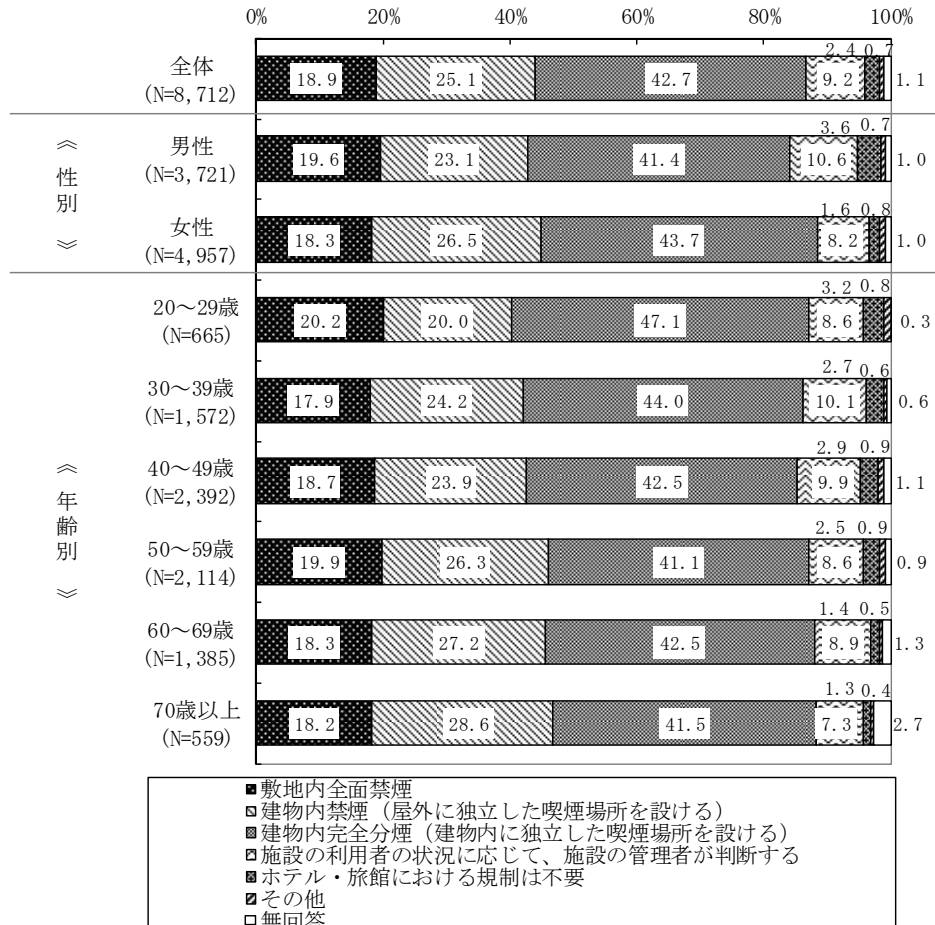 0% 20% 40% 60% 80% 100%
2.4 0.7
全体
(N=8,712)
18.9 25.1 42.7 9.2 1.1
《性別》
3.6 0.7
男性
(N=3,721)
19.6 23.1 41.4 10.6 1.0
1.6 0.8
女性
(N=4,957)
18.3 26.5 43.7 8.2 1.0
《年齢別》
3.2 0.8
20～29歳
(N=665)
20.2 20.0 47.1 8.6 0.3
2.7 0.6
30～39歳
(N=1,572)
17.9 24.2 44.0 10.1 0.6
2.9 0.9
40～49歳
(N=2,392)
18.7 23.9 42.5 9.9 1.1
2.5 0.9
50～59歳
(N=2,114)
19.9 26.3 41.1 8.6 0.9
1.4 0.5
60～69歳
(N=1,385)
18.3 27.2 42.5 8.9 1.3
1.3 0.4
70歳以上
(N=559)
18.2 28.6 41.5 7.3 2.7
敷地内全面禁煙
建物内禁煙（屋外に独立した喫煙場所を設ける）
建物内完全分煙（建物内に独立した喫煙場所を設ける）
施設の利用者の状況に応じて、施設の管理者が判断する
ホテル・旅館における規制は不要
その他
無回答